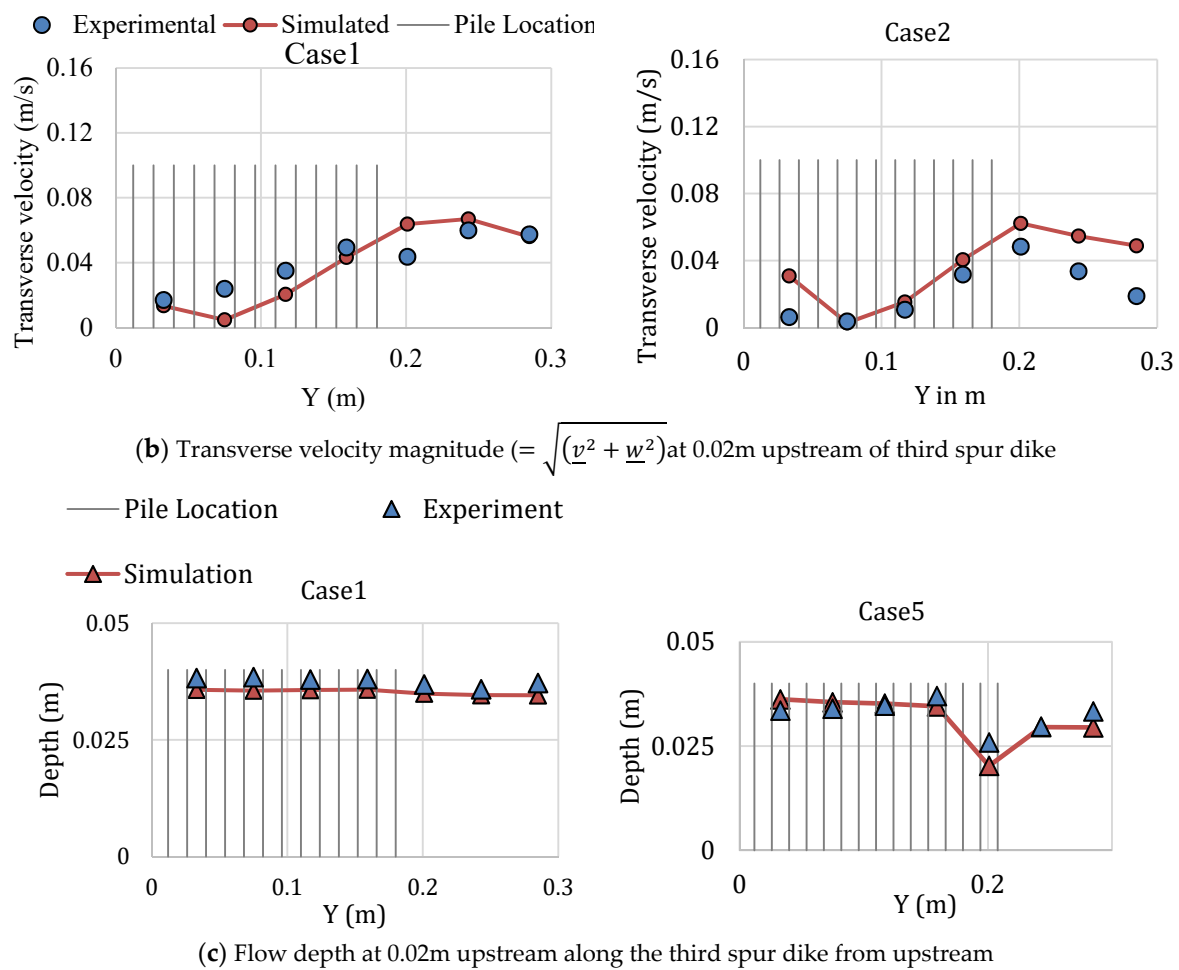 Experimental Simulated Pile Location
Case1
Case2
Transverse velocity (m/s)
0.16
0.12
0.08
0.04
0
0 0.1 0.2 0.3
Y (m)
Transverse velocity (m/s)
0.16
0.12
0.08
0.04
0
0 0.1 0.2 0.3
Y in m
(b) Transverse velocity magnitude (= √(v² + w²) at 0.02m upstream of third spur dike
Pile Location Experiment
Simulation
Case1
Case5
Depth (m)
0.05
0.025
0
0 0.1 0.2 0.3
Y (m)
Depth (m)
0.05
0.025
0
0 0.2
Y (m)
(c) Flow depth at 0.02m upstream along the third spur dike from upstream